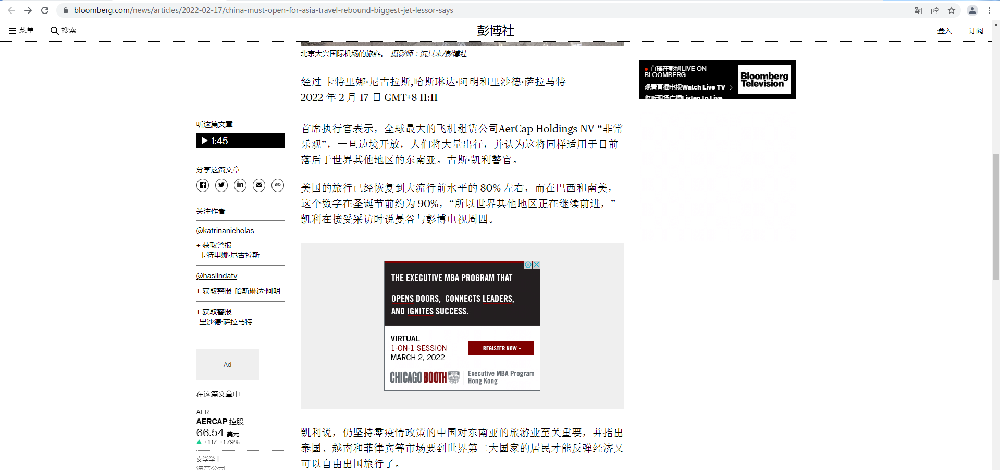 bloomberg.com/news/articles/2022-02-17/china-must-open-for-asia-travel-rebound-biggest-jet-lessor-says
菜单
搜索
彭博社
登入
订阅
北京大兴国际机场的旅客。 摄影师：沉其来/彭博社
经过 卡特里娜·尼古拉斯,哈斯琳达·阿明和里沙德·萨拉马特
2022 年 2 月 17 日 GMT+8 11:11
直播在彭博LIVE ON
BLOOMBERG
观看直播电视Watch Live TV
收听现场广播Listen to Live
Bloomberg
Television
听这篇文章
1:45
分享这篇文章
关注作者
@katrinanicholas
+ 获取警报
卡特里娜·尼古拉斯
@haslindatv
+ 获取警报 哈斯琳达·阿明
+ 获取警报
里沙德·萨拉马特
Ad
在这篇文章中
AER
AERCAP 控股
66.54 美元
+1.17 +1.79%
文学学士
波音公司
首席执行官表示，全球最大的飞机租赁公司AerCap Holdings NV “非常
乐观”，一旦边境开放，人们将大量出行，并认为这将同样适用于目前
落后于世界其他地区的东南亚。古斯·凯利警官。
美国的旅行已经恢复到大流行前水平的 80% 左右，而在巴西和南美，
这个数字在圣诞节前约为 90%，“所以世界其他地区正在继续前进，”
凯利在接受采访时说曼谷与彭博电视周四。
THE EXECUTIVE MBA PROGRAM THAT
OPENS DOORS, CONNECTS LEADERS,
AND IGNITES SUCCESS.
VIRTUAL
1-ON-1 SESSION
MARCH 2, 2022
REGISTER NOW »
CHICAGO BOOTH
Executive MBA Program
Hong Kong
凯利说，仍坚持零疫情政策的中国对东南亚的旅游业至关重要，并指出
泰国、越南和菲律宾等市场要到世界第二大国家的居民才能反弹经济又
可以自由出国旅行了。